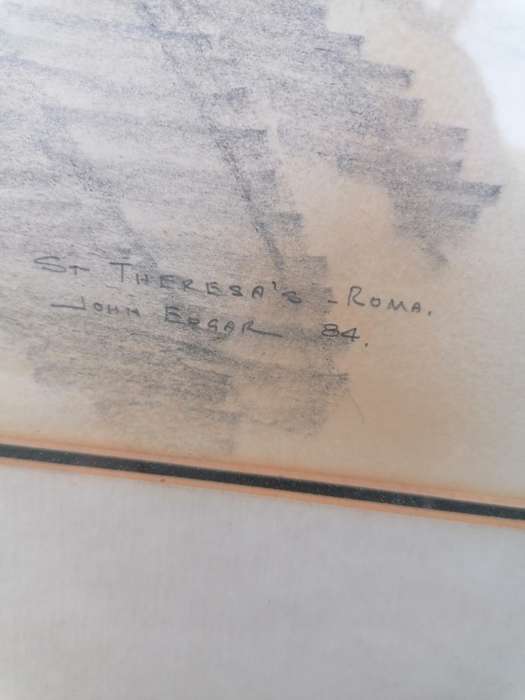 ST THERESA'S - ROMA.
JOHN EDGAR 84.